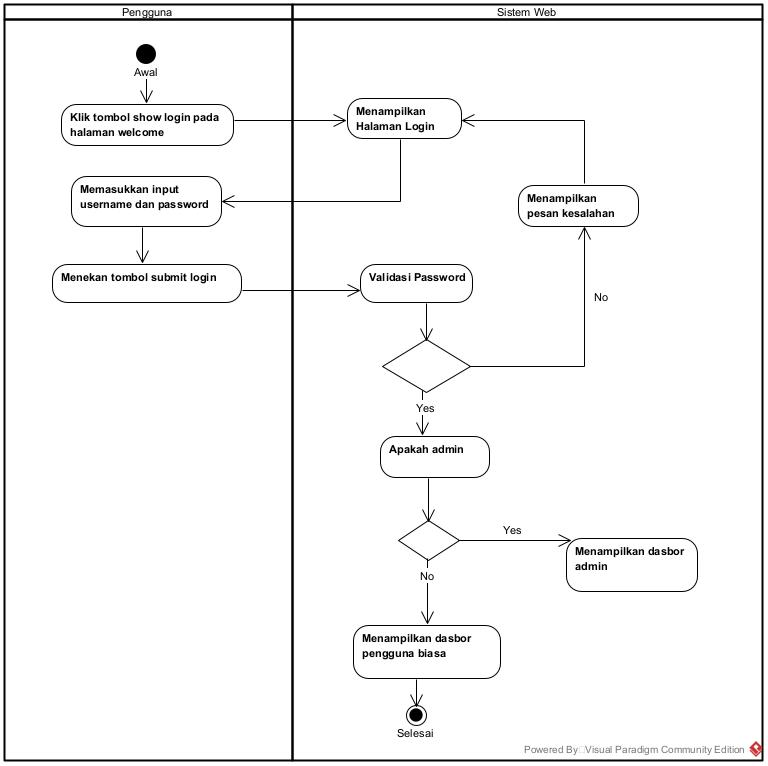 Pengguna
Sistem Web
Awal
Klik tombol show login pada
halaman welcome
Menampilkan
Halaman Login
Memasukkan input
username dan password
Menampilkan
pesan kesalahan
Menekan tombol submit login
Validasi Password
No
Yes
Apakah admin
Yes
Menampilkan dasbor
admin
No
Menampilkan dasbor
pengguna biasa
Selesai
Powered By Visual Paradigm Community Edition